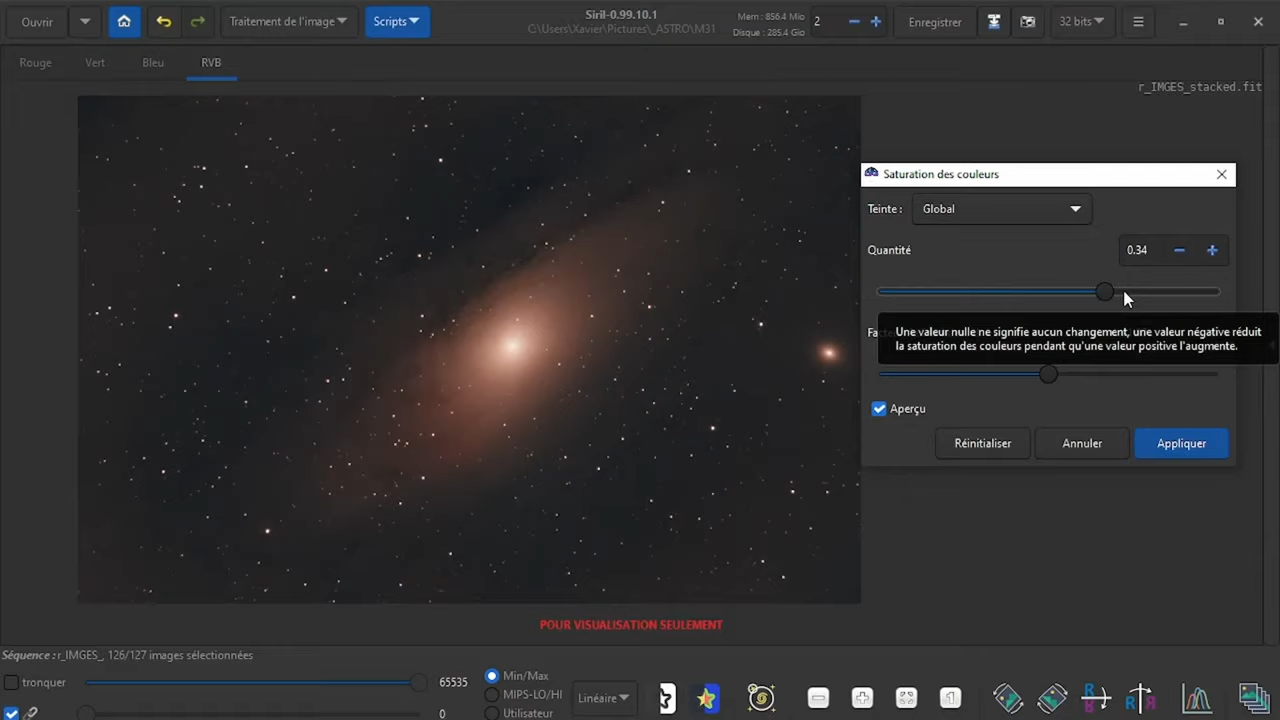 Ouvrir
Traitement de l'image
Scripts
Siril-0.99.10.1
C:\Users\Xavier\Pictures\_ASTRO\M31
Mem : 856.4 Mio
Disque : 285.4 Gio
2
Enregistrer
32 bits
Rouge
Vert
Bleu
RVB
r_IMGES_stacked.fit
Saturation des couleurs
Teinte :
Global
Quantité
0.34
Une valeur nulle ne signifie aucun changement, une valeur négative réduit
la saturation des couleurs pendant qu'une valeur positive l'augmente.
Aperçu
Réinitialiser
Annuler
Appliquer
POUR VISUALISATION SEULEMENT
Séquence : r_IMGES_, 126/127 images sélectionnées
tronquer
65535
Min/Max
MIPS-LO/HI
Linéaire
0
Utilisateur
1
R
R
R
R